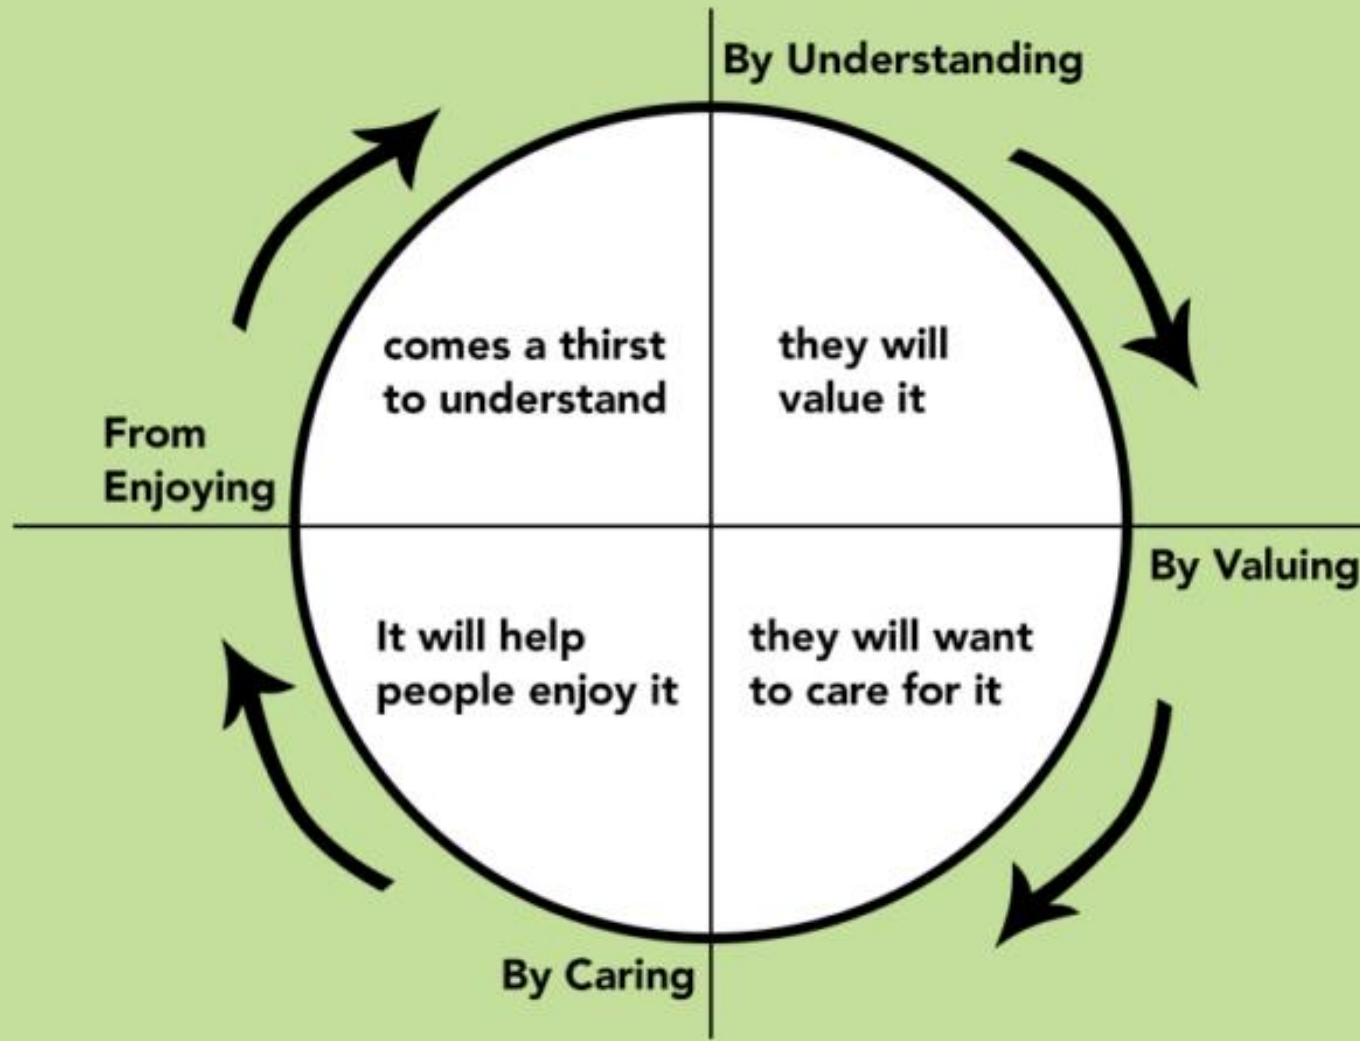 By Understanding
they will
value it
By Valuing
they will want
to care for it
By Caring
It will help
people enjoy it
From
Enjoying
comes a thirst
to understand